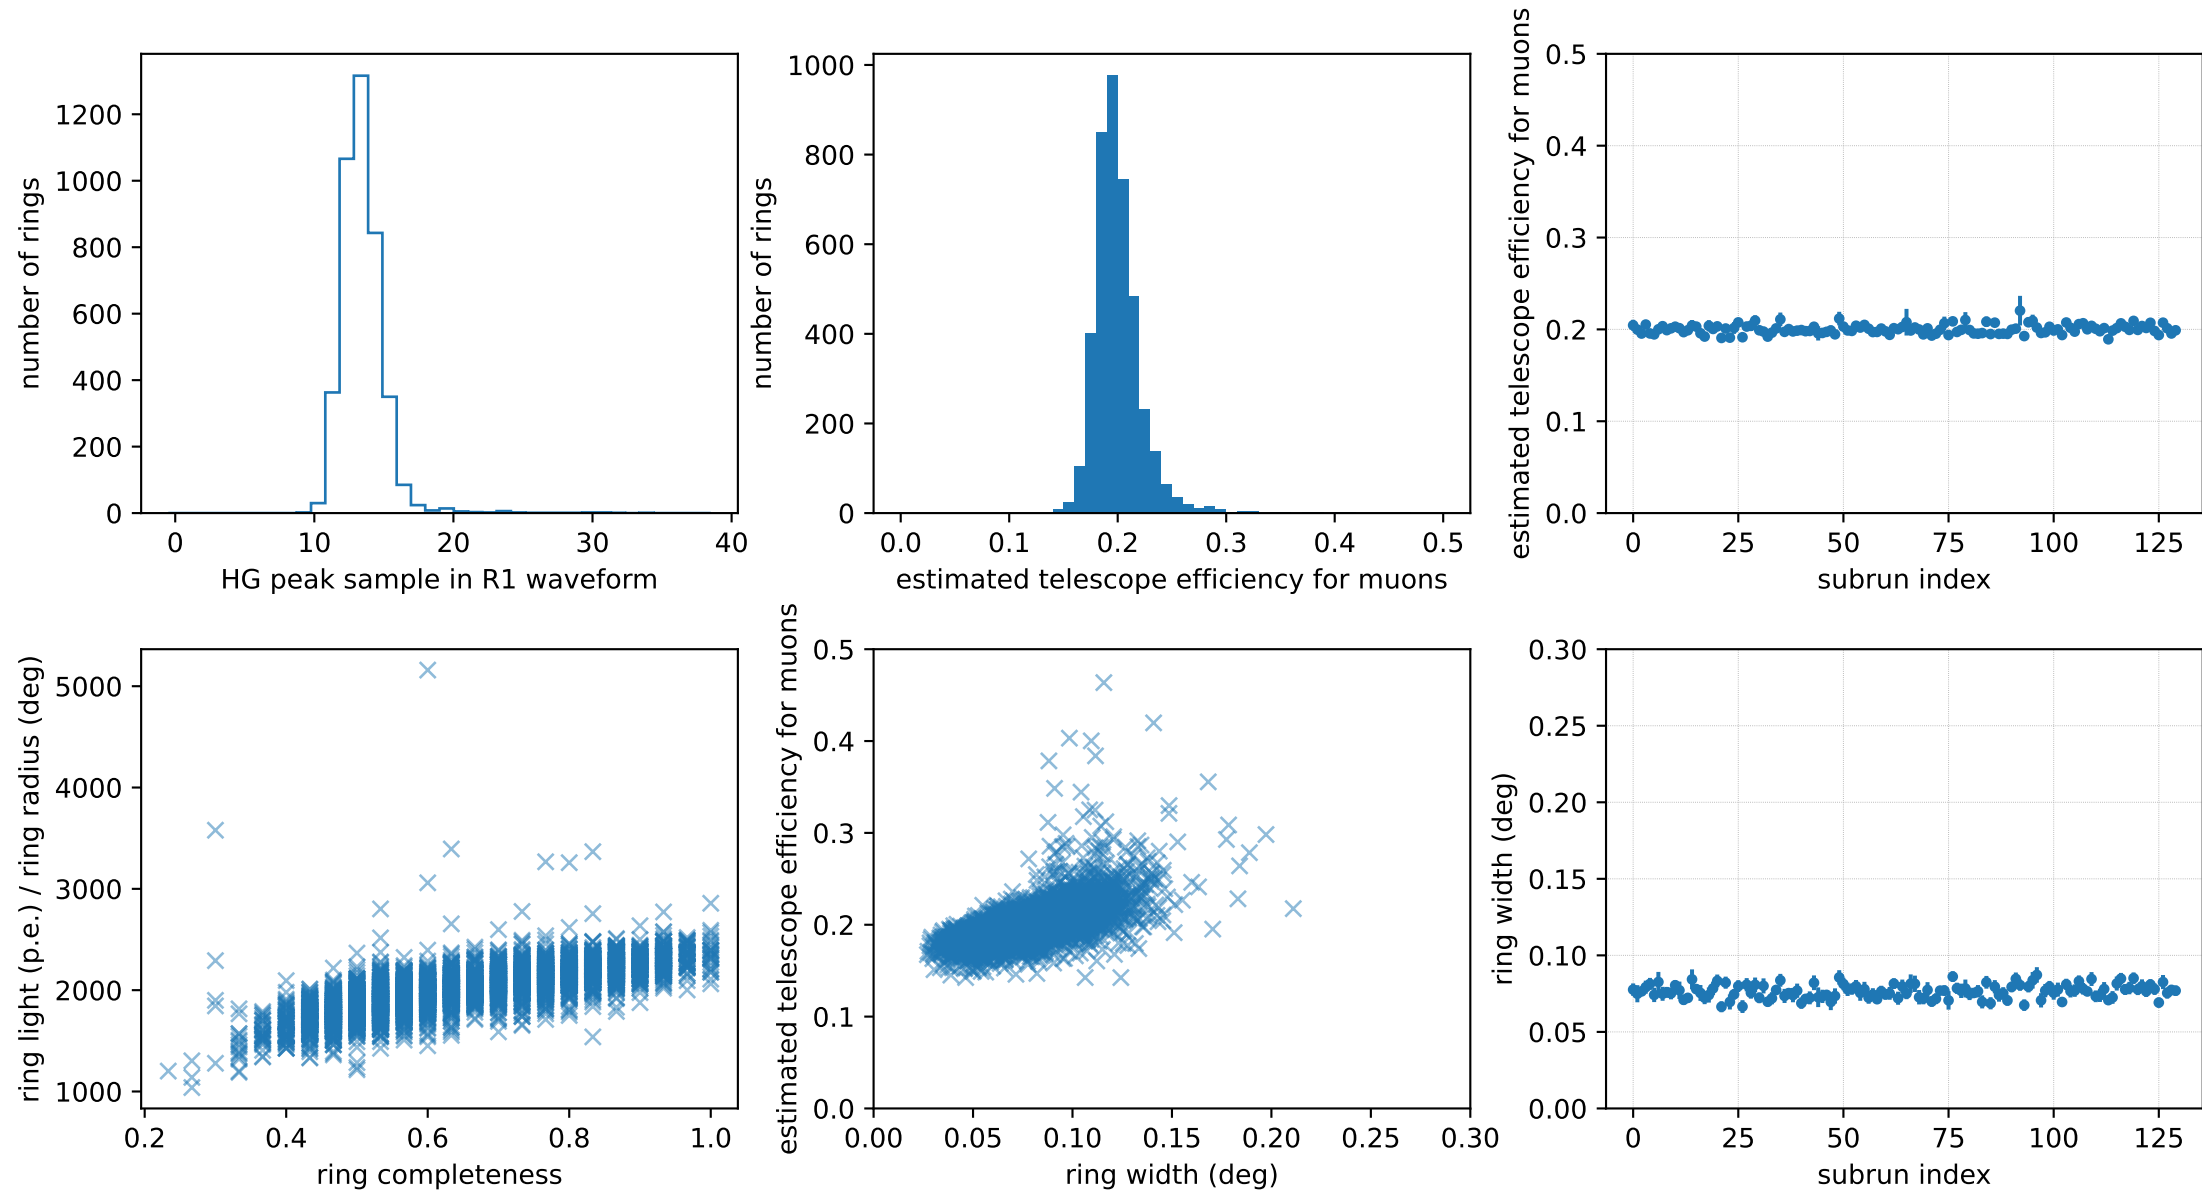 number of rings
1200
1000
800
600
400
200
0
0 10 20 30 40
HG peak sample in R1 waveform
number of rings
1000
800
600
400
200
0
0.0 0.1 0.2 0.3 0.4 0.5
estimated telescope efficiency for muons
estimated telescope efficiency for muons
0.5
0.4
0.3
0.2
0.1
0.0
0 25 50 75 100 125
subrun index
ring light (p.e.) / ring radius (deg)
5000
4000
3000
2000
1000
0.2 0.4 0.6 0.8 1.0
ring completeness
estimated telescope efficiency for muons
0.5
0.4
0.3
0.2
0.1
0.0
0.00 0.05 0.10 0.15 0.20 0.25 0.30
ring width (deg)
ring width (deg)
0.30
0.25
0.20
0.15
0.10
0.05
0.00
0 25 50 75 100 125
subrun index